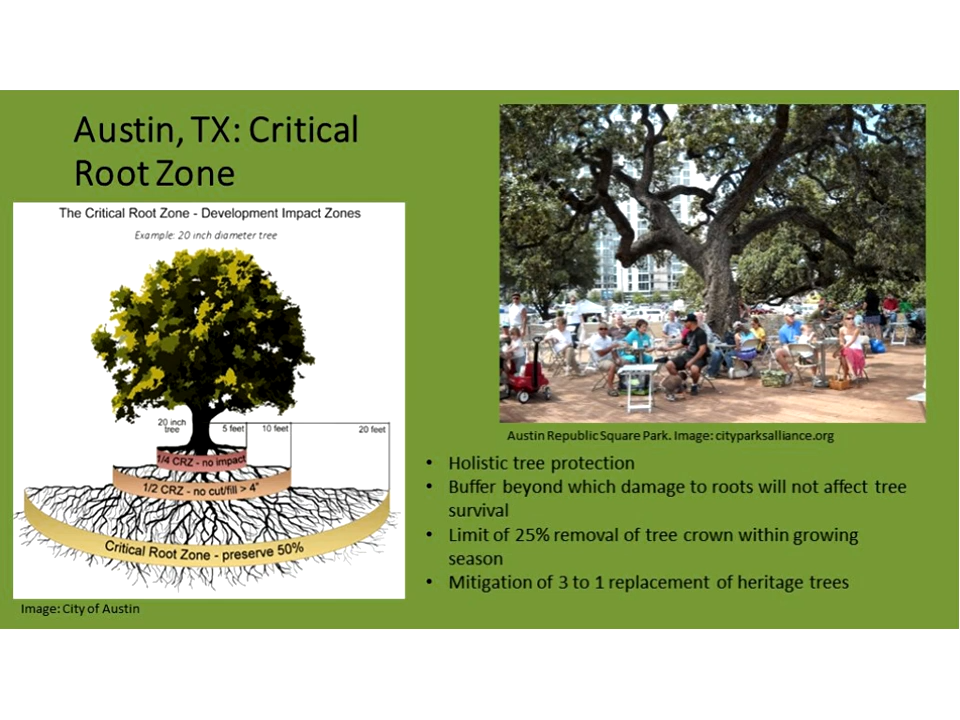 Austin, TX: Critical
Root Zone
The Critical Root Zone - Development Impact Zones
Example: 20 inch diameter tree
20 inch
tree
5 feet
10 feet
20 feet
1/4 CRZ - no impact
1/2 CRZ - no cut/fill > 4"
Critical Root Zone - preserve 50%
Image: City of Austin
Austin Republic Square Park. Image: cityparksalliance.org
• Holistic tree protection
• Buffer beyond which damage to roots will not affect tree
survival
• Limit of 25% removal of tree crown within growing
season
• Mitigation of 3 to 1 replacement of heritage trees